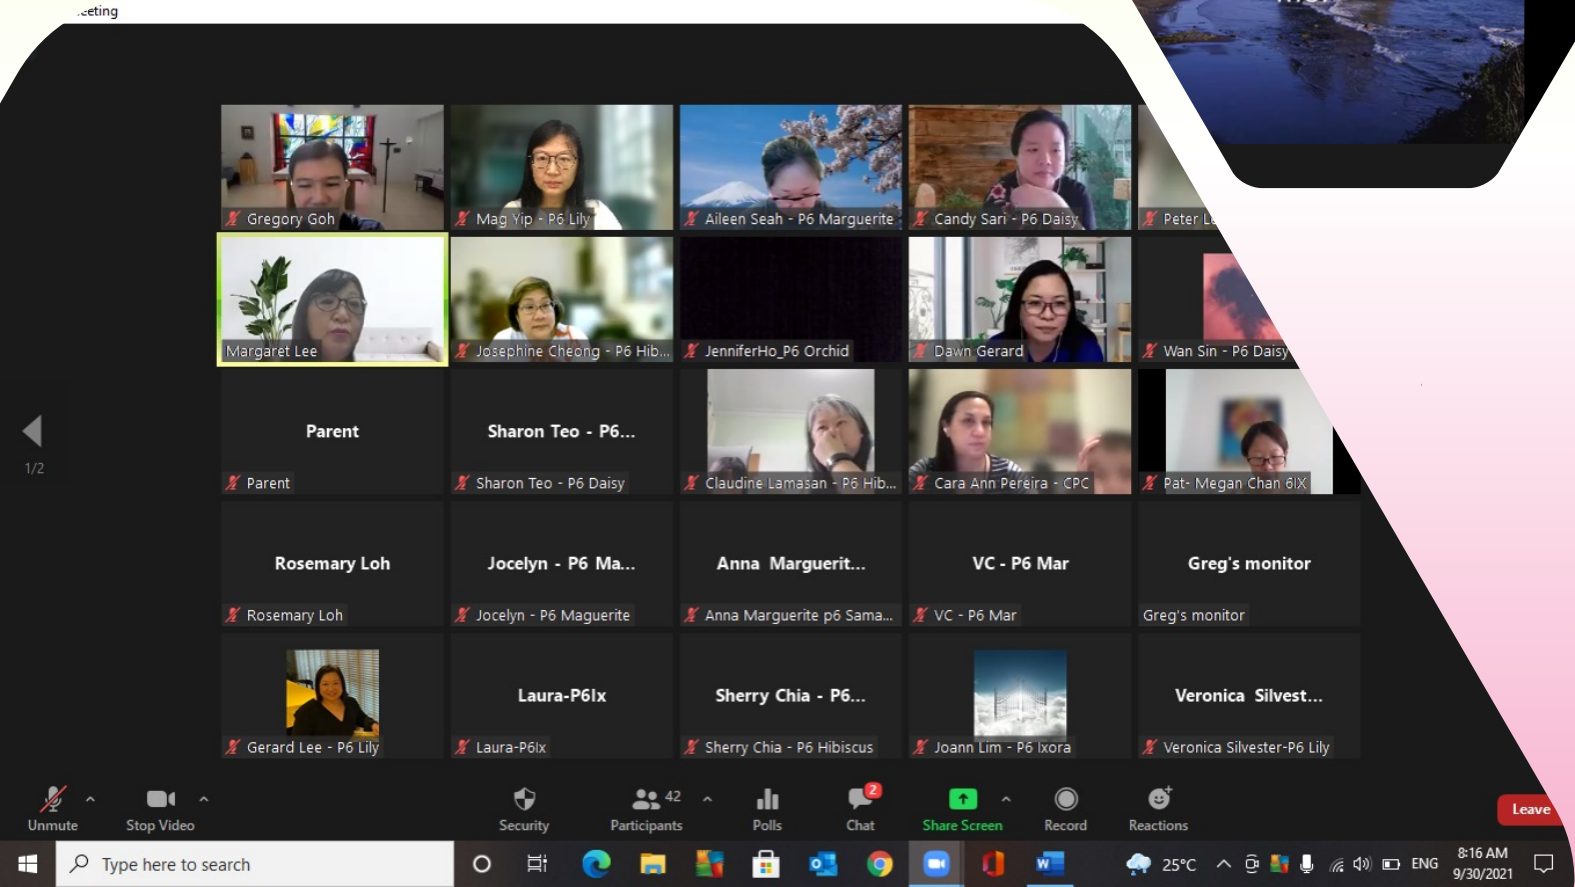 eeting
Gregory Goh
Mag Yip - P6 Lily
Aileen Seah - P6 Marguerite
Candy Sari - P6 Daisy
Peter
Margaret Lee
Josephine Cheong - P6 Hib...
JenniferHo_P6 Orchid
Dawn Gerard
Wan Sin - P6 Daisy
Parent
Sharon Teo - P6...
Parent
Sharon Teo - P6 Daisy
Claudine Lamasan - P6 Hib...
Cara Ann Pereira - CPC
Pat- Megan Chan 6IX
1/2
Rosemary Loh
Jocelyn - P6 Ma...
Anna Marguerit...
VC - P6 Mar
Greg's monitor
Rosemary Loh
Jocelyn - P6 Maguerite
Anna Marguerite p6 Sama...
VC - P6 Mar
Greg's monitor
Laura-P6Ix
Sherry Chia - P6...
Veronica Silvest...
Gerard Lee - P6 Lily
Laura-P6Ix
Sherry Chia - P6 Hibiscus
Joann Lim - P6 Ixora
Veronica Silvester-P6 Lily
42
2
Unmute
Stop Video
Security
Participants
Polls
Chat
Share Screen
Record
Reactions
Leave
Type here to search
25°C
ENG
8:16 AM
9/30/2021